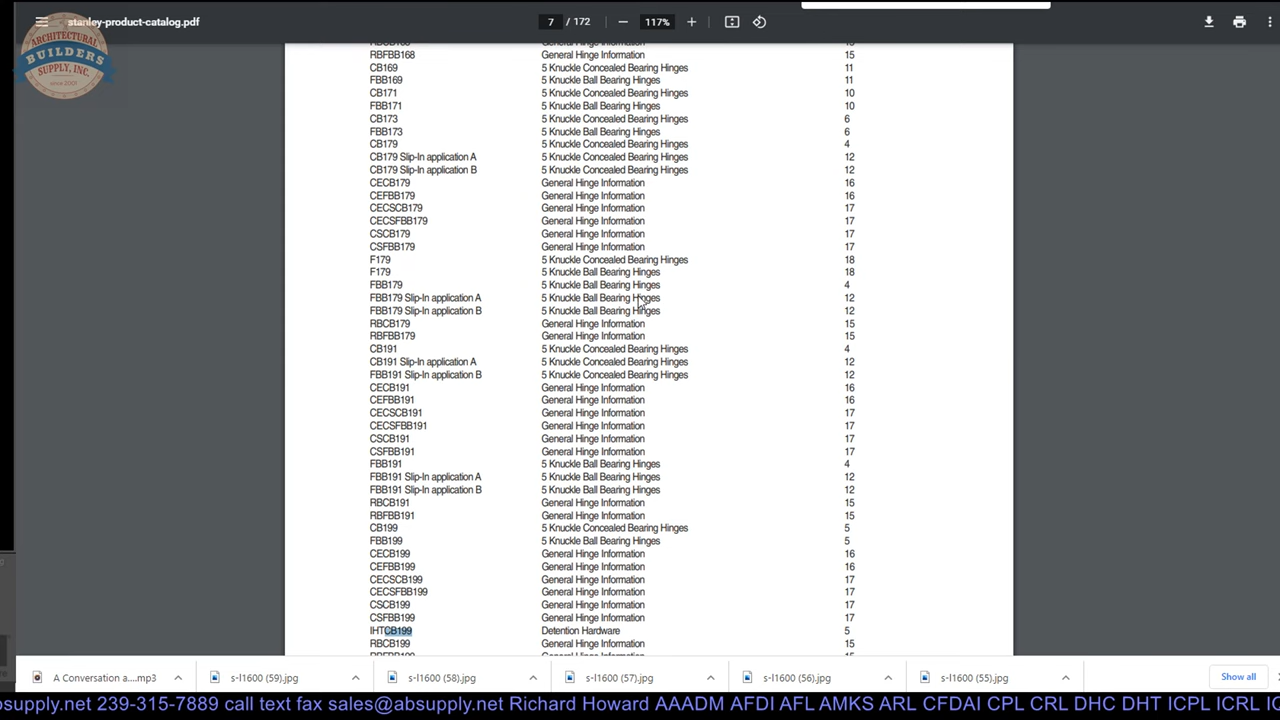 stanley-product-catalog.pdf
7 / 172
117%
ARCHITECTURAL
BUILDERS
SUPPLY, INC.
since 2007
RBFBB168 General Hinge Information 15
CB169 5 Knuckle Concealed Bearing Hinges 11
FBB169 5 Knuckle Ball Bearing Hinges 11
CB171 5 Knuckle Concealed Bearing Hinges 10
FBB171 5 Knuckle Ball Bearing Hinges 10
CB173 5 Knuckle Concealed Bearing Hinges 6
FBB173 5 Knuckle Ball Bearing Hinges 6
CB179 5 Knuckle Concealed Bearing Hinges 4
CB179 Slip-In application A 5 Knuckle Concealed Bearing Hinges 12
CB179 Slip-In application B 5 Knuckle Concealed Bearing Hinges 12
CECB179 General Hinge Information 16
CEFBB179 General Hinge Information 16
CECSCB179 General Hinge Information 17
CECSFBB179 General Hinge Information 17
CSCB179 General Hinge Information 17
CSFBB179 General Hinge Information 17
F179 5 Knuckle Concealed Bearing Hinges 18
F179 5 Knuckle Ball Bearing Hinges 18
FBB179 5 Knuckle Ball Bearing Hinges 4
FBB179 Slip-In application A 5 Knuckle Ball Bearing Hinges 12
FBB179 Slip-In application B 5 Knuckle Ball Bearing Hinges 12
RBCB179 General Hinge Information 15
RBFBB179 General Hinge Information 15
CB191 5 Knuckle Concealed Bearing Hinges 4
CB191 Slip-In application A 5 Knuckle Concealed Bearing Hinges 12
FBB191 Slip-In application B 5 Knuckle Concealed Bearing Hinges 12
CECB191 General Hinge Information 16
CEFBB191 General Hinge Information 16
CECSCB191 General Hinge Information 17
CECSFBB191 General Hinge Information 17
CSCB191 General Hinge Information 17
CSFBB191 General Hinge Information 17
FBB191 5 Knuckle Ball Bearing Hinges 4
FBB191 Slip-In application A 5 Knuckle Ball Bearing Hinges 12
FBB191 Slip-In application B 5 Knuckle Ball Bearing Hinges 12
RBCB191 General Hinge Information 15
RBFBB191 General Hinge Information 15
CB199 5 Knuckle Concealed Bearing Hinges 5
FBB199 5 Knuckle Ball Bearing Hinges 5
CECB199 General Hinge Information 16
CEFBB199 General Hinge Information 16
CECSCB199 General Hinge Information 17
CECSFBB199 General Hinge Information 17
CSCB199 General Hinge Information 17
CSFBB199 General Hinge Information 17
IHTCB199 Detention Hardware 5
RBCB199 General Hinge Information 15
A Conversation a....mp3 s-l1600 (59).jpg s-l1600 (58).jpg s-l1600 (57).jpg s-l1600 (56).jpg s-l1600 (55).jpg Show all
osupply.net 239-315-7889 call text fax sales@absupply.net Richard Howard AAADM AFDI AFL AMKS ARL CFDAI CPL CRL DHC DHT ICPL ICRL IC